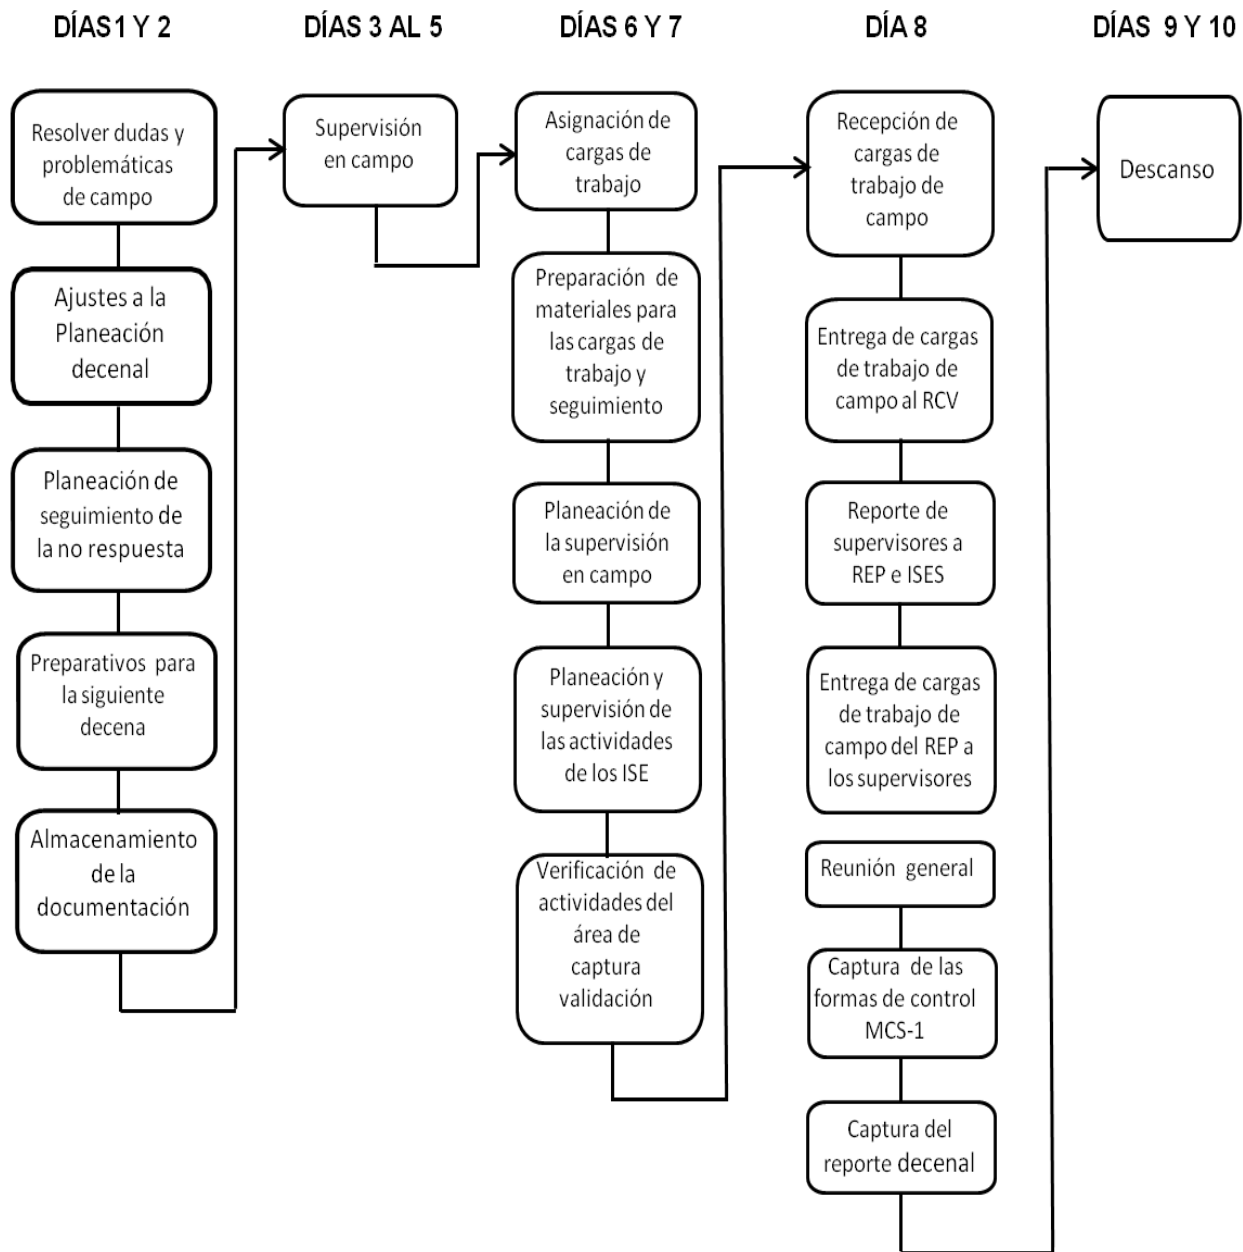 DÍAS 1 Y 2
DÍAS 3 AL 5
DÍAS 6 Y 7
DÍA 8
DÍAS 9 Y 10
Resolver dudas y
problemáticas
de campo
Ajustes a la
Planeación
decenal
Planeación de
seguimiento de
la no respuesta
Preparativos para
la siguiente
decena
Almacenamiento
de la
documentación
Supervisión
en campo
Asignación de
cargas de
trabajo
Preparación de
materiales para
las cargas de
trabajo y
seguimiento
Planeación de
la supervisión
en campo
Planeación y
supervisión de
las actividades
de los ISE
Verificación de
actividades del
área de
captura
validación
Recepción de
cargas de
trabajo de
campo
Entrega de cargas
de trabajo de
campo al RCV
Reporte de
supervisores a
REP e ISES
Entrega de cargas
de trabajo de
campo del REP a
los supervisores
Reunión general
Captura de las
formas de control
MCS-1
Captura del
reporte decenal
Descanso